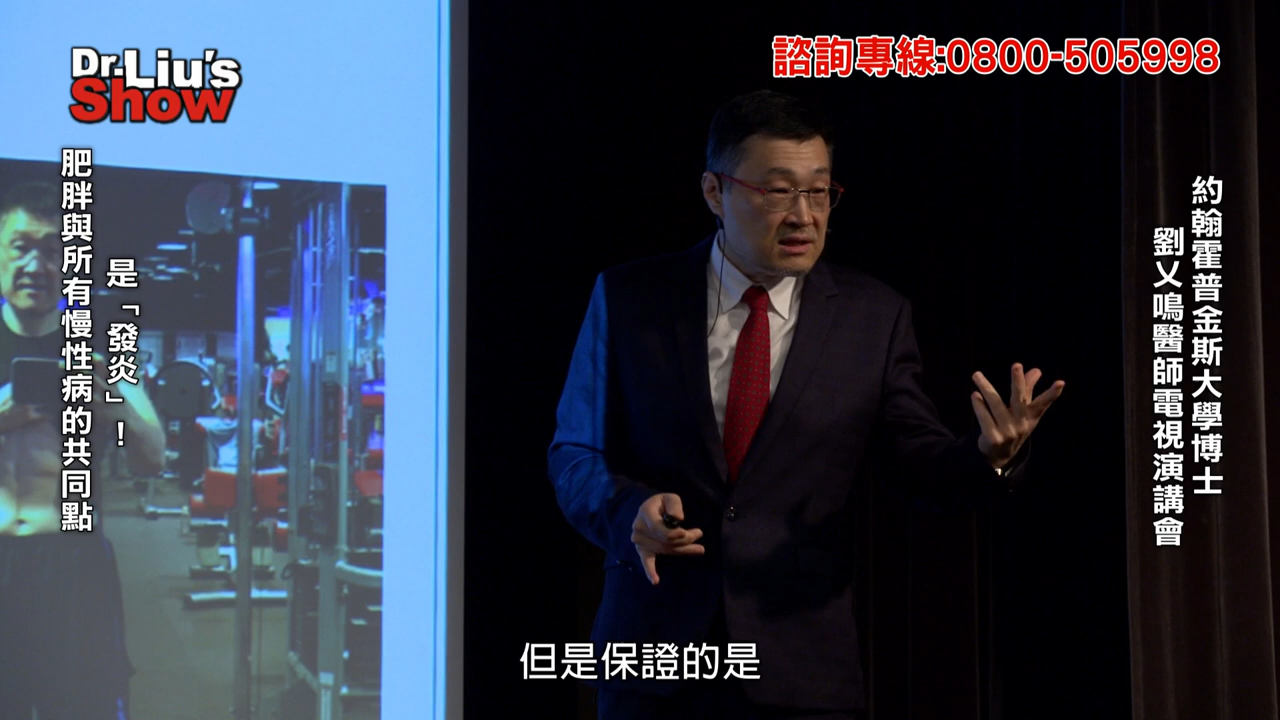 Dr.Liu's
Show
諮詢專線:0800-505998
肥胖與所有慢性病的共同點
是「發炎」！
約翰霍普金斯大學博士
劉乂鳴醫師電視演講會
但是保證的是